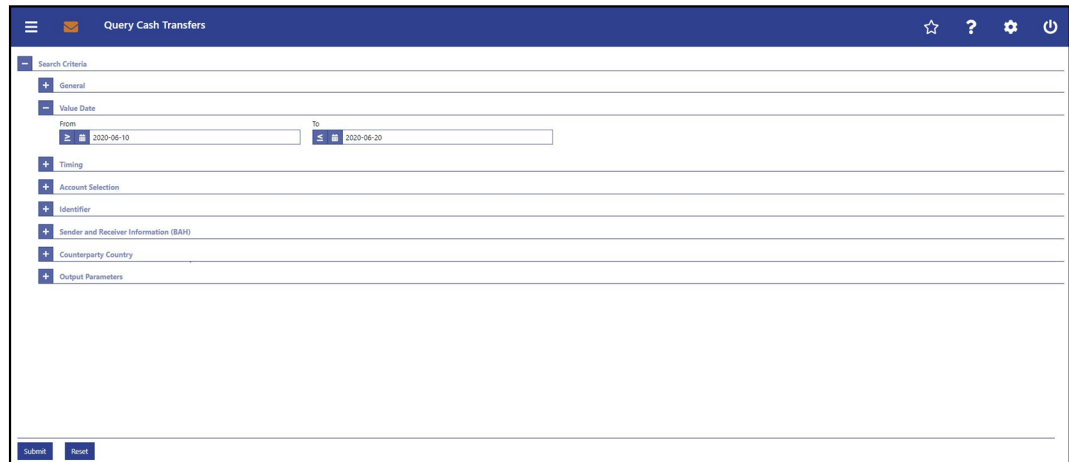 Query Cash Transfers
?
Search Criteria
General
Value Date
From To
≥ 2020-06-10 ≤ 2020-06-20
Timing
Account Selection
Identifier
Sender and Receiver Information (BAH)
Counterparty Country
Output Parameters
Submit Reset